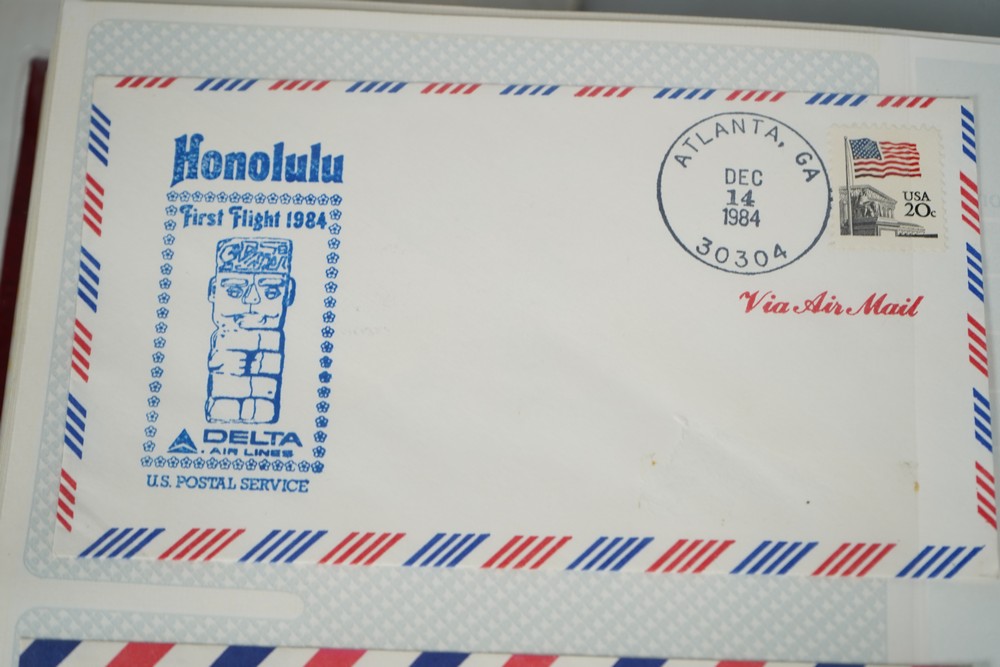 Honolulu
First Flight 1984
DELTA
AIR LINES
U.S. POSTAL SERVICE
ATLANTA, GA
DEC
14
1984
30304
USA
20c
Via Air Mail